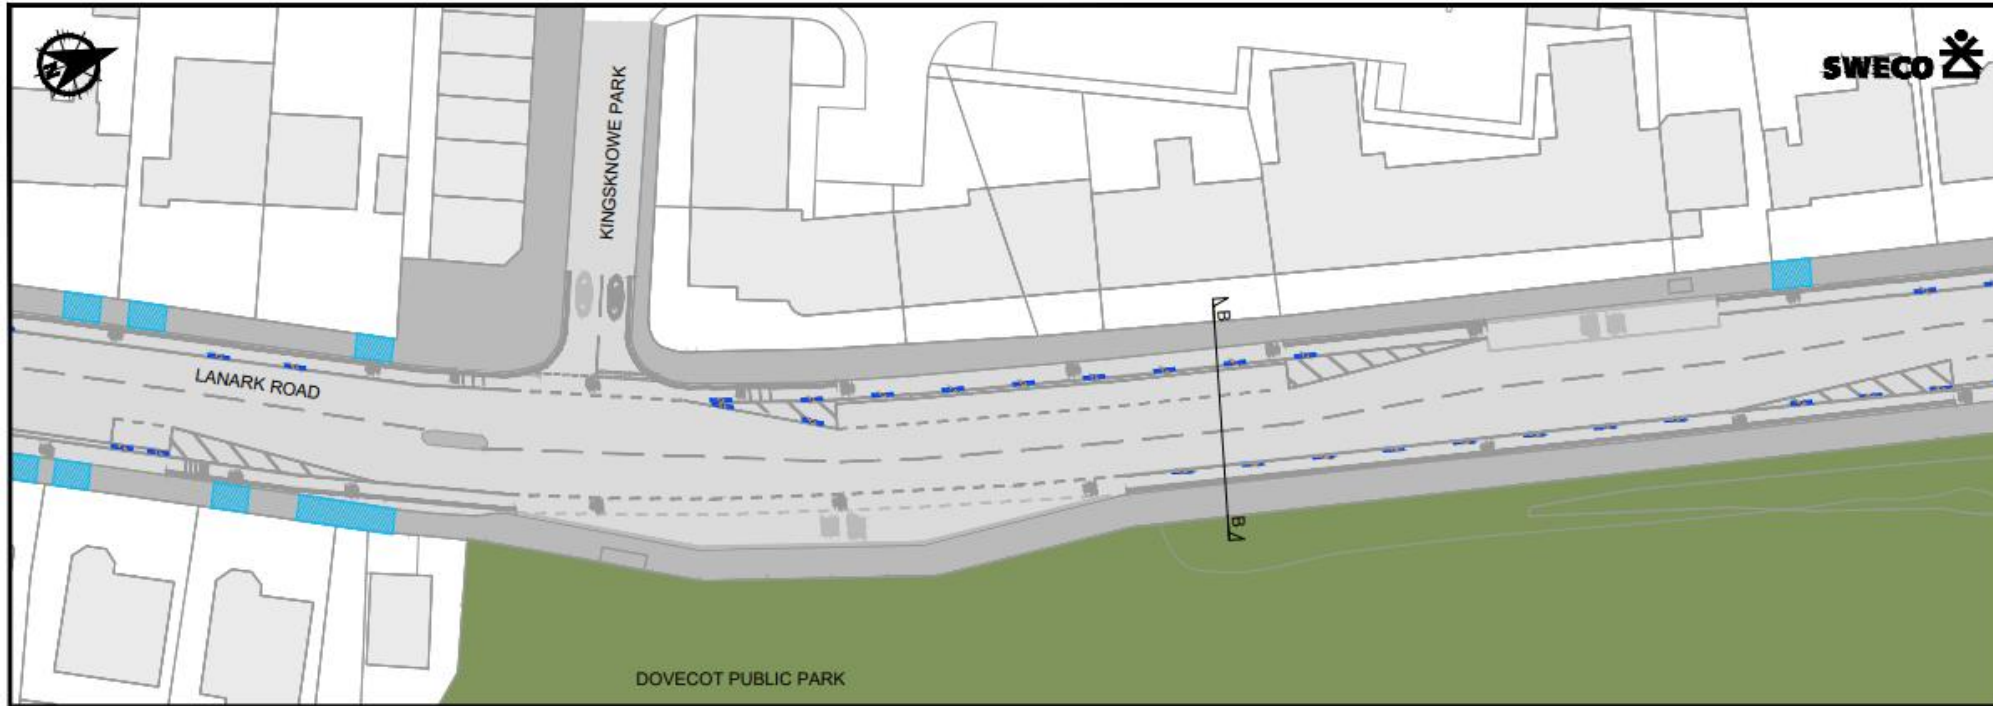 N
SWECO
KINGSKNOWE PARK
B
LANARK ROAD
B
DOVECOT PUBLIC PARK